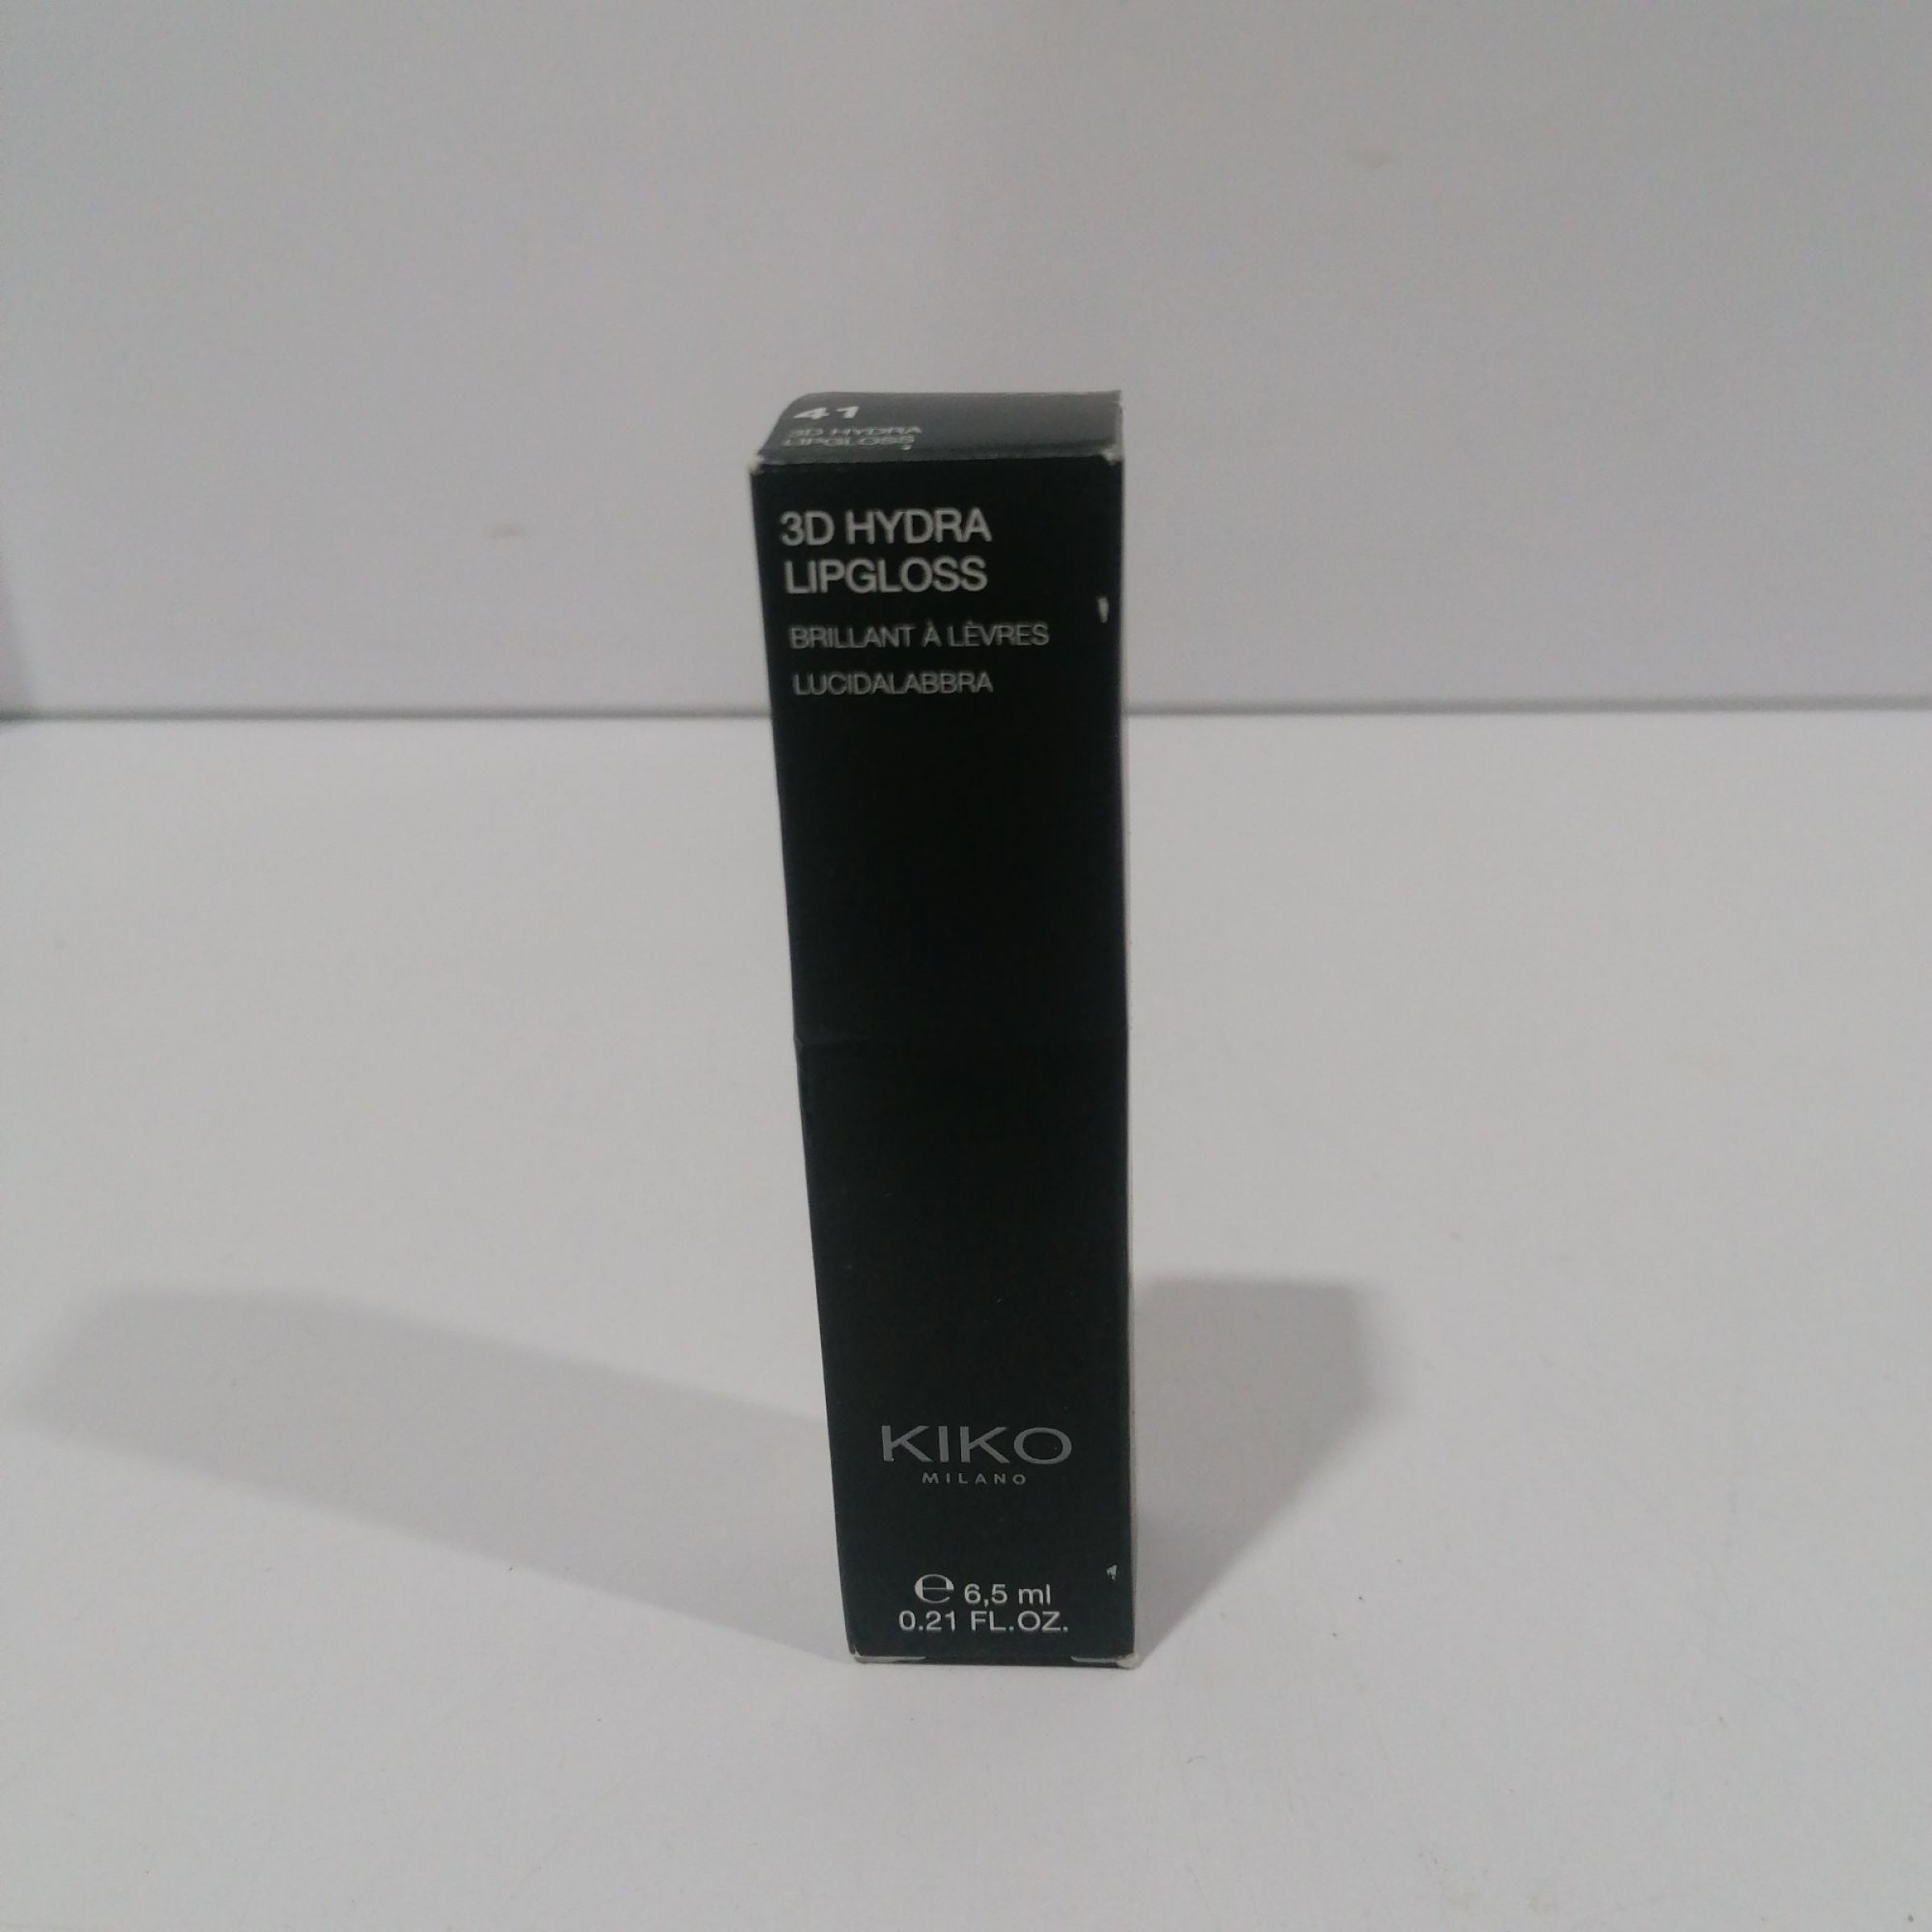 41
3D HYDRA
LIPGLOSS
3D HYDRA
LIPGLOSS
BRILLANT À LÈVRES
LUCIDALABBRA
KIKO
MILANO
℮ 6,5 ml
0.21 FL.OZ.